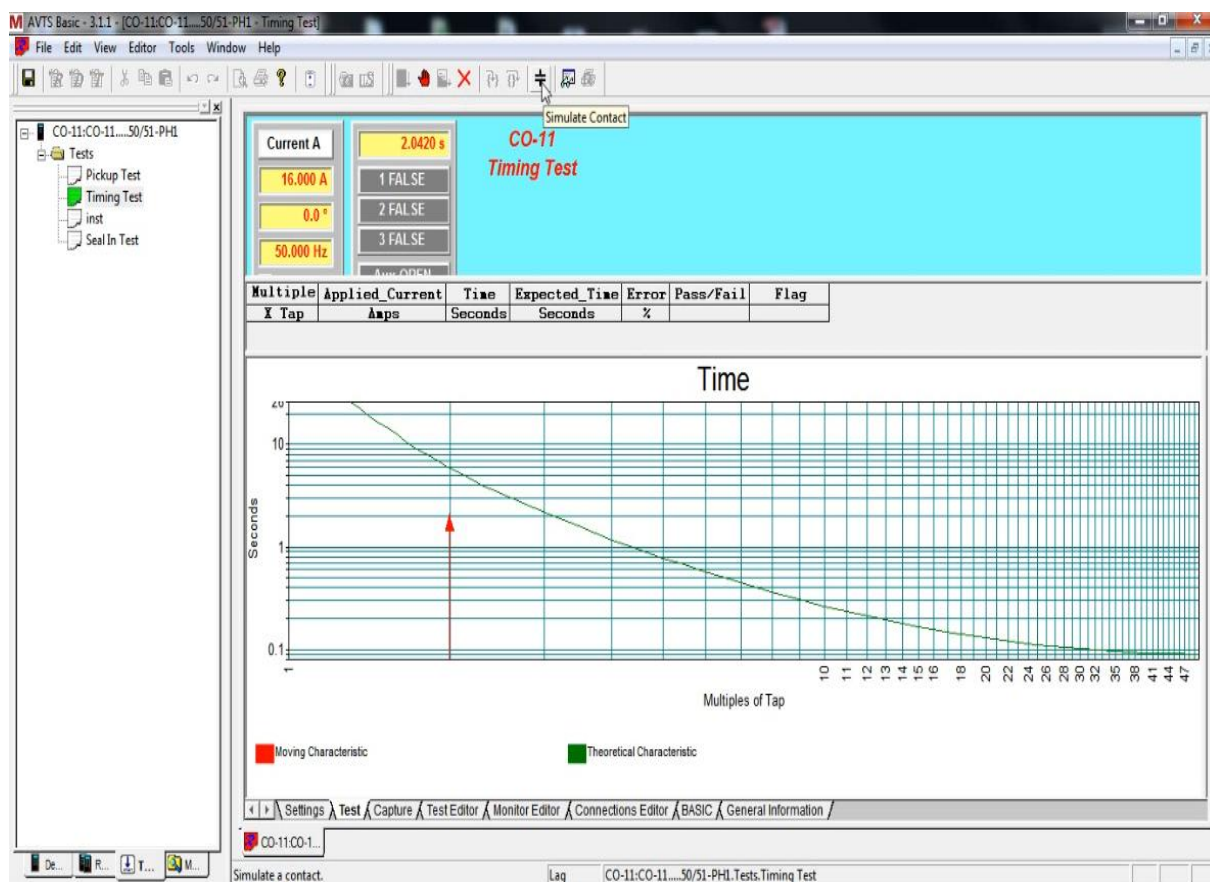 AVTS Basic - 3.1.1 - [CO-11:CO-11.....50/51-PH1 - Timing Test]
File Edit View Editor Tools Window Help
Simulate Contact
CO-11:CO-11.....50/51-PH1
Tests
Pickup Test
Timing Test
inst
Seal In Test
Current A
16.000 A
0.0 °
50.000 Hz
2.0420 s
1 FALSE
2 FALSE
3 FALSE
Aux OPEN
CO-11
Timing Test
Multiple Applied_Current Time Expected_Time Error Pass/Fail Flag
X Tap Amps Seconds Seconds %
Time
20
10
1
0.1
Seconds
1 10 11 12 13 14 15 16 18 20 22 24 26 28 30 32 35 38 41 44 47
Multiples of Tap
Moving Characteristic
Theoretical Characteristic
Settings Test Capture Test Editor Monitor Editor Connections Editor BASIC General Information
CO-11:CO-1...
De... R... T... M...
Simulate a contact. Lag CO-11:CO-11.....50/51-PH1.Tests.Timing Test